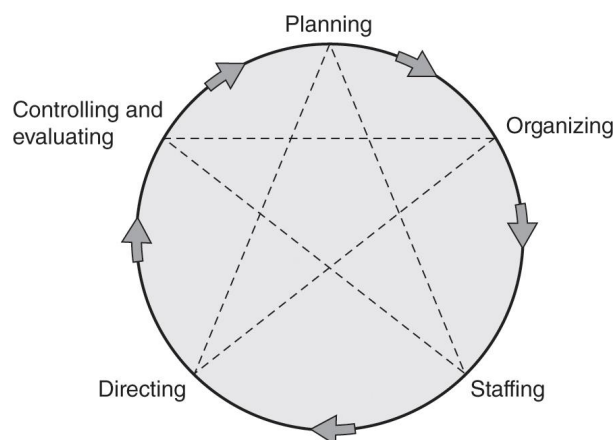 Planning
Controlling and
evaluating
Organizing
Directing
Staffing